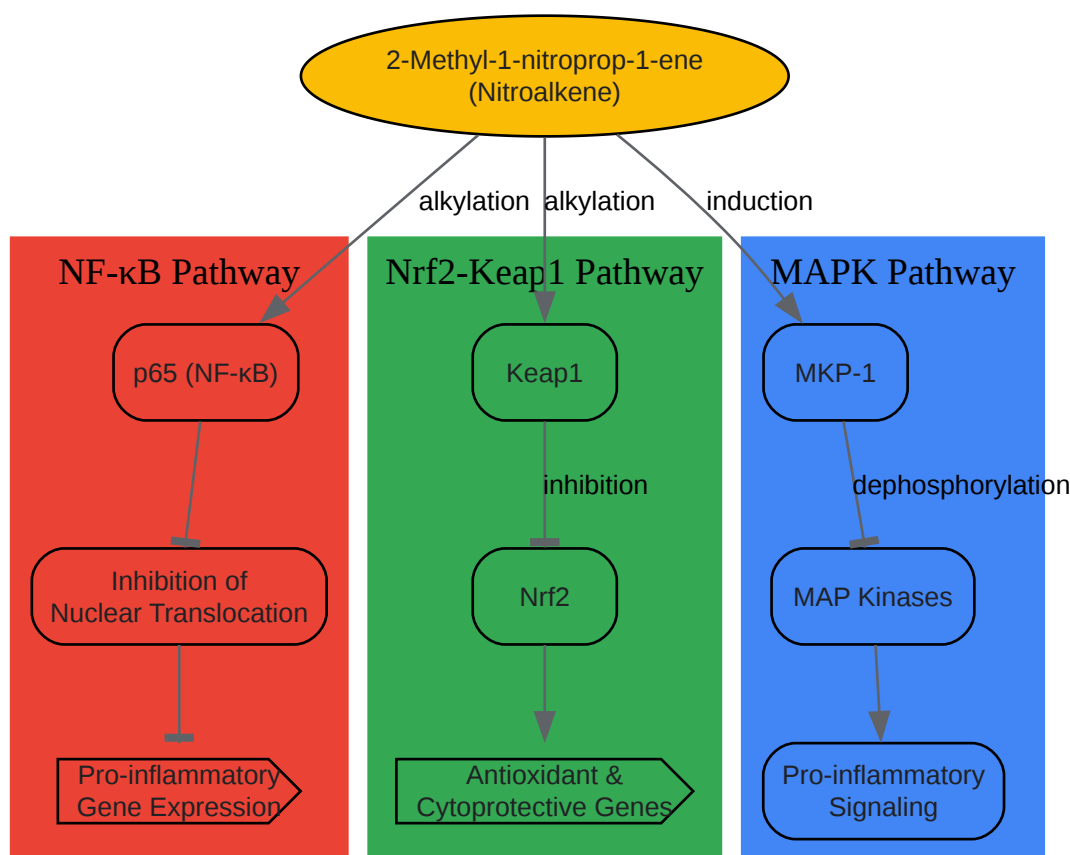 2-Methyl-1-nitroprop-1-ene
(Nitroalkene)
alkylation
alkylation
induction
NF-κB Pathway
Nrf2-Keap1 Pathway
MAPK Pathway
p65 (NF-κB)
Keap1
MKP-1
inhibition
dephosphorylation
Inhibition of
Nuclear Translocation
Nrf2
MAP Kinases
Pro-inflammatory
Gene Expression
Antioxidant &
Cytoprotective Genes
Pro-inflammatory
Signaling